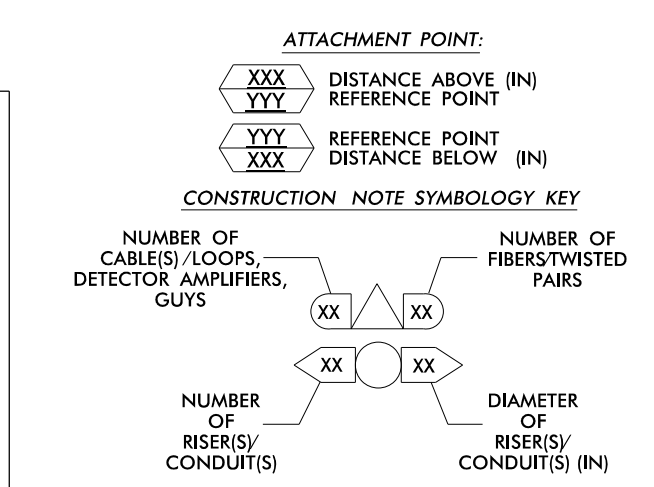 ATTACHMENT POINT:
XXX
YYY
DISTANCE ABOVE (IN)
REFERENCE POINT
YYY
XXX
REFERENCE POINT
DISTANCE BELOW (IN)
CONSTRUCTION NOTE SYMBOLOGY KEY
NUMBER OF
CABLE(S)/LOOPS,
DETECTOR AMPLIFIERS,
GUYS
NUMBER OF
FIBERS/TWISTED
PAIRS
XX
XX
XX
XX
NUMBER
OF
RISER(S)/
CONDUIT(S)
DIAMETER
OF
RISER(S)/
CONDUIT(S) (IN)